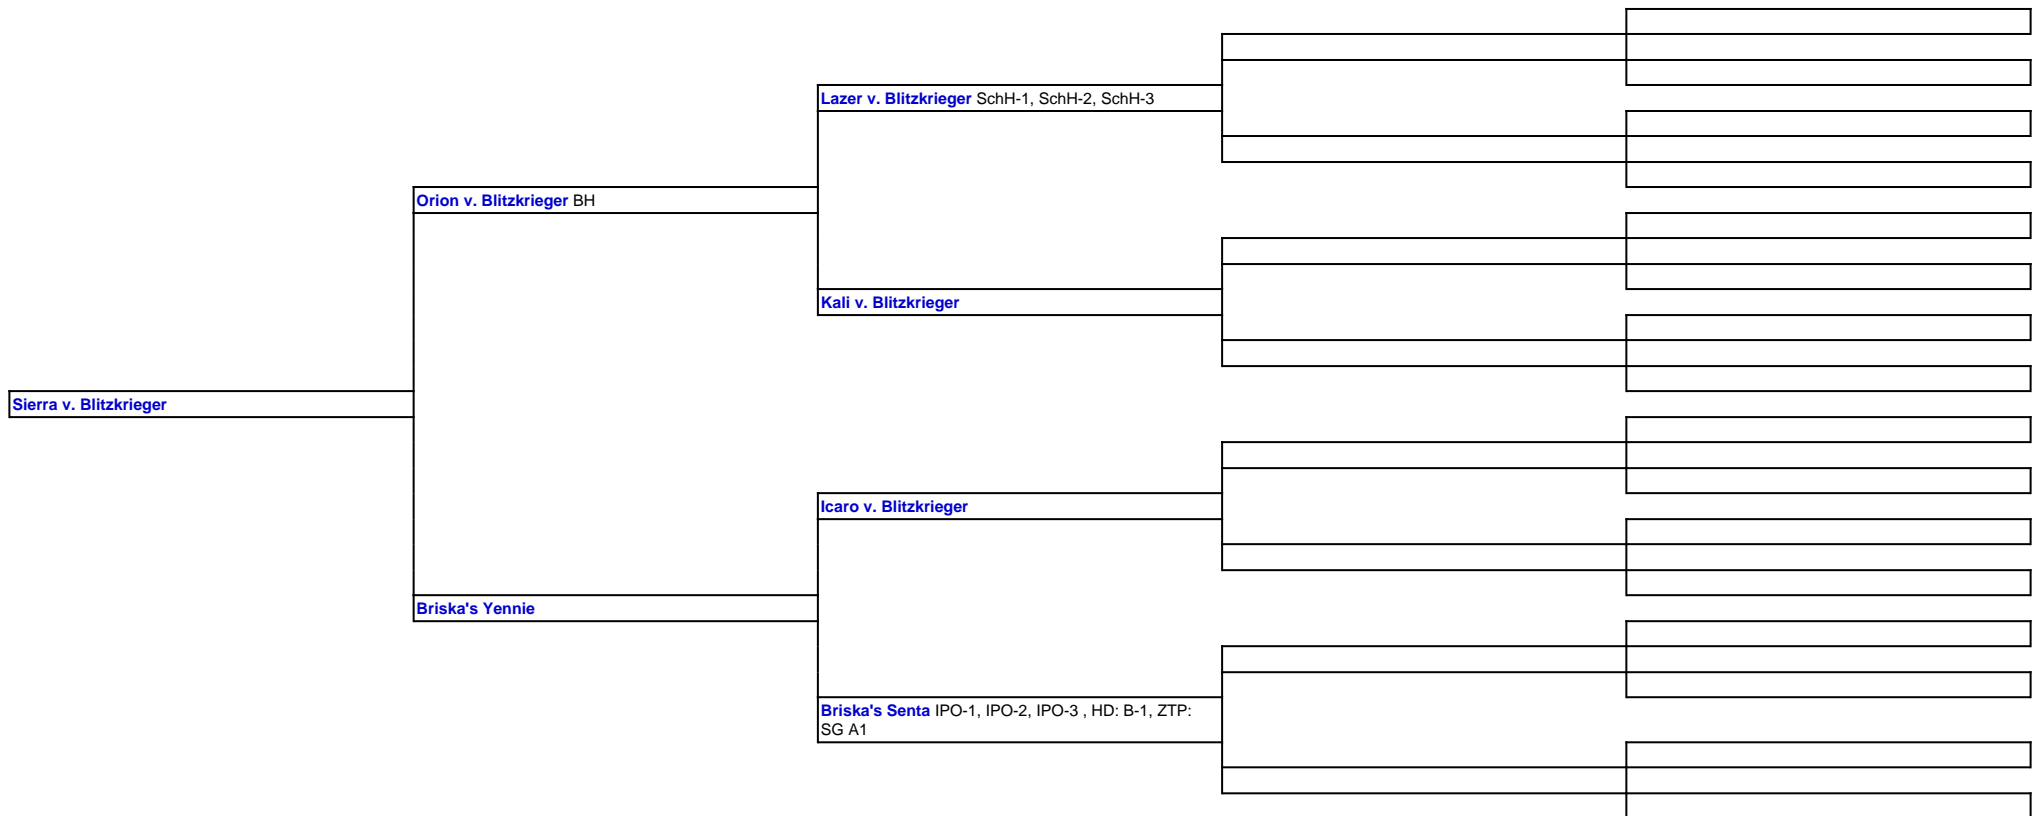 Lazer v. Blitzkrieger SchH-1, SchH-2, SchH-3
Orion v. Blitzkrieger BH
Kali v. Blitzkrieger
Sierra v. Blitzkrieger
Icaro v. Blitzkrieger
Briska's Yennie
Briska's Senta IPO-1, IPO-2, IPO-3 , HD: B-1, ZTP:
SG A1